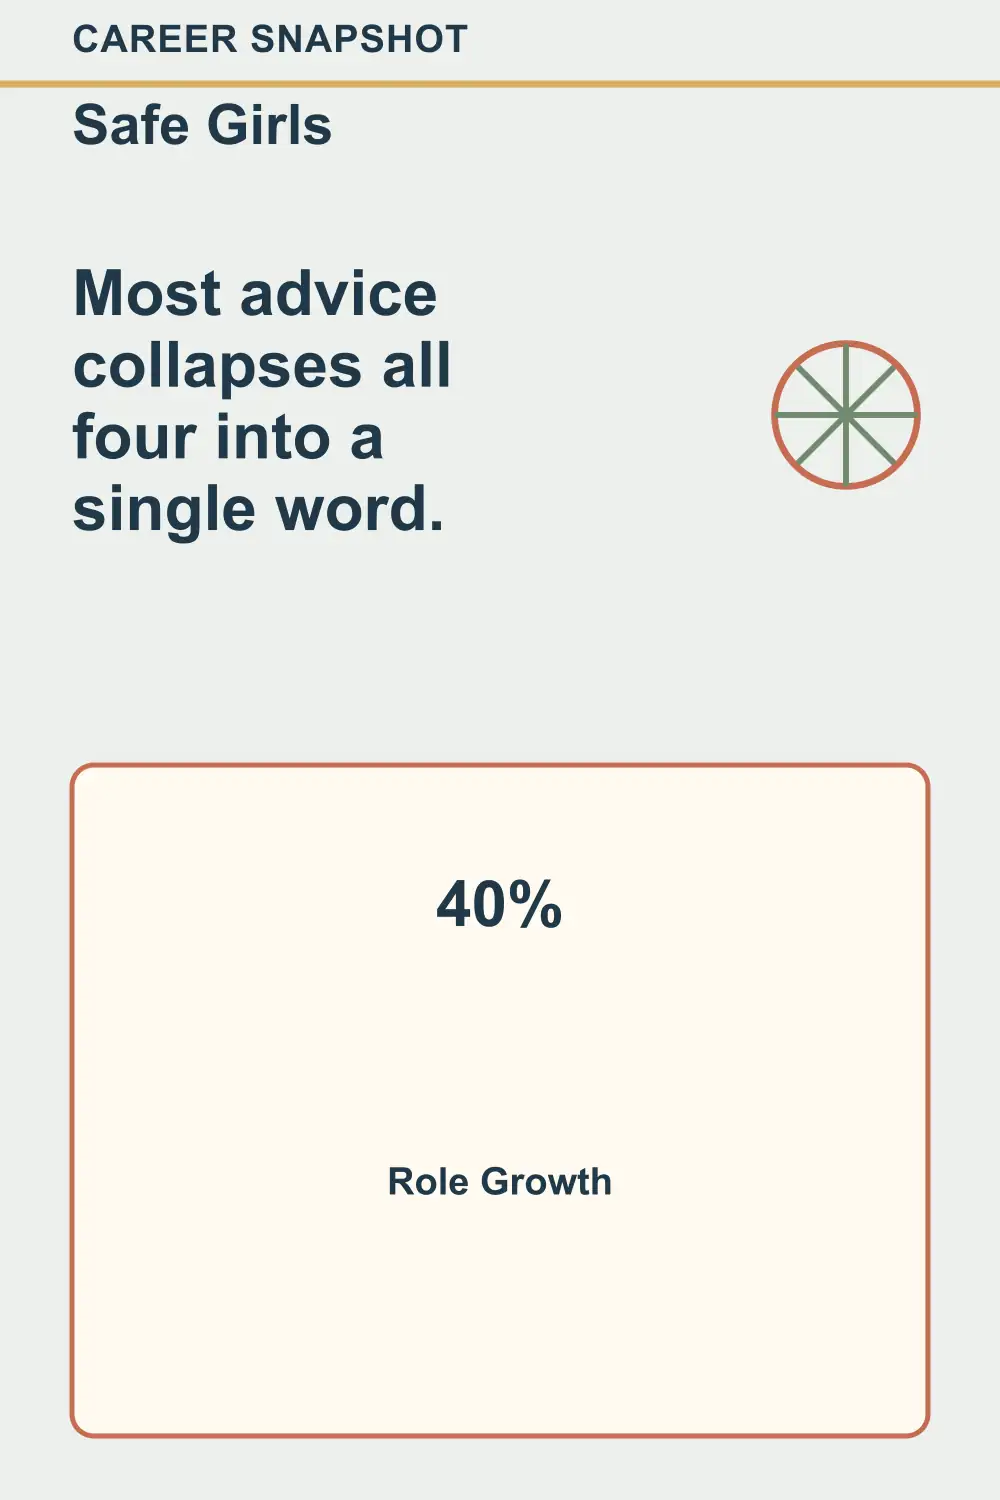 CAREER SNAPSHOT
Safe Girls
Most advice
collapses all
four into a
single word.
40%
Role Growth